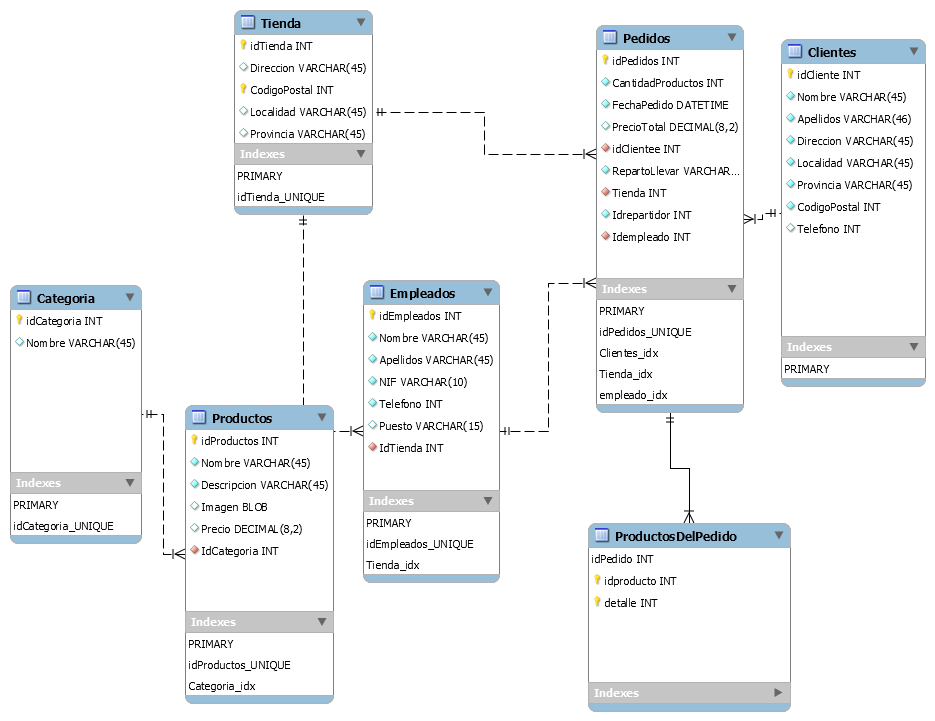 Tienda
idTienda INT
Direccion VARCHAR(45)
CodigoPostal INT
Localidad VARCHAR(45)
Provincia VARCHAR(45)
Indexes
PRIMARY
idTienda_UNIQUE
Pedidos
idPedidos INT
CantidadProductos INT
FechaPedido DATETIME
PrecioTotal DECIMAL(8,2)
idClientee INT
RepartoLlevar VARCHAR...
Tienda INT
Idrepartidor INT
Idempleado INT
Indexes
PRIMARY
idPedidos_UNIQUE
Clientes_idx
Tienda_idx
empleado_idx
Clientes
idCliente INT
Nombre VARCHAR(45)
Apellidos VARCHAR(46)
Direccion VARCHAR(45)
Localidad VARCHAR(45)
Provincia VARCHAR(45)
CodigoPostal INT
Telefono INT
Indexes
PRIMARY
Categoria
idCategoria INT
Nombre VARCHAR(45)
Indexes
PRIMARY
idCategoria_UNIQUE
Productos
idProductos INT
Nombre VARCHAR(45)
Descripcion VARCHAR(45)
Imagen BLOB
Precio DECIMAL(8,2)
IdCategoria INT
Indexes
PRIMARY
idProductos_UNIQUE
Categoria_idx
Empleados
idEmpleados INT
Nombre VARCHAR(45)
Apellidos VARCHAR(45)
NIF VARCHAR(10)
Telefono INT
Puesto VARCHAR(15)
IdTienda INT
Indexes
PRIMARY
idEmpleados_UNIQUE
Tienda_idx
ProductosDelPedido
idPedido INT
idproducto INT
detalle INT
Indexes